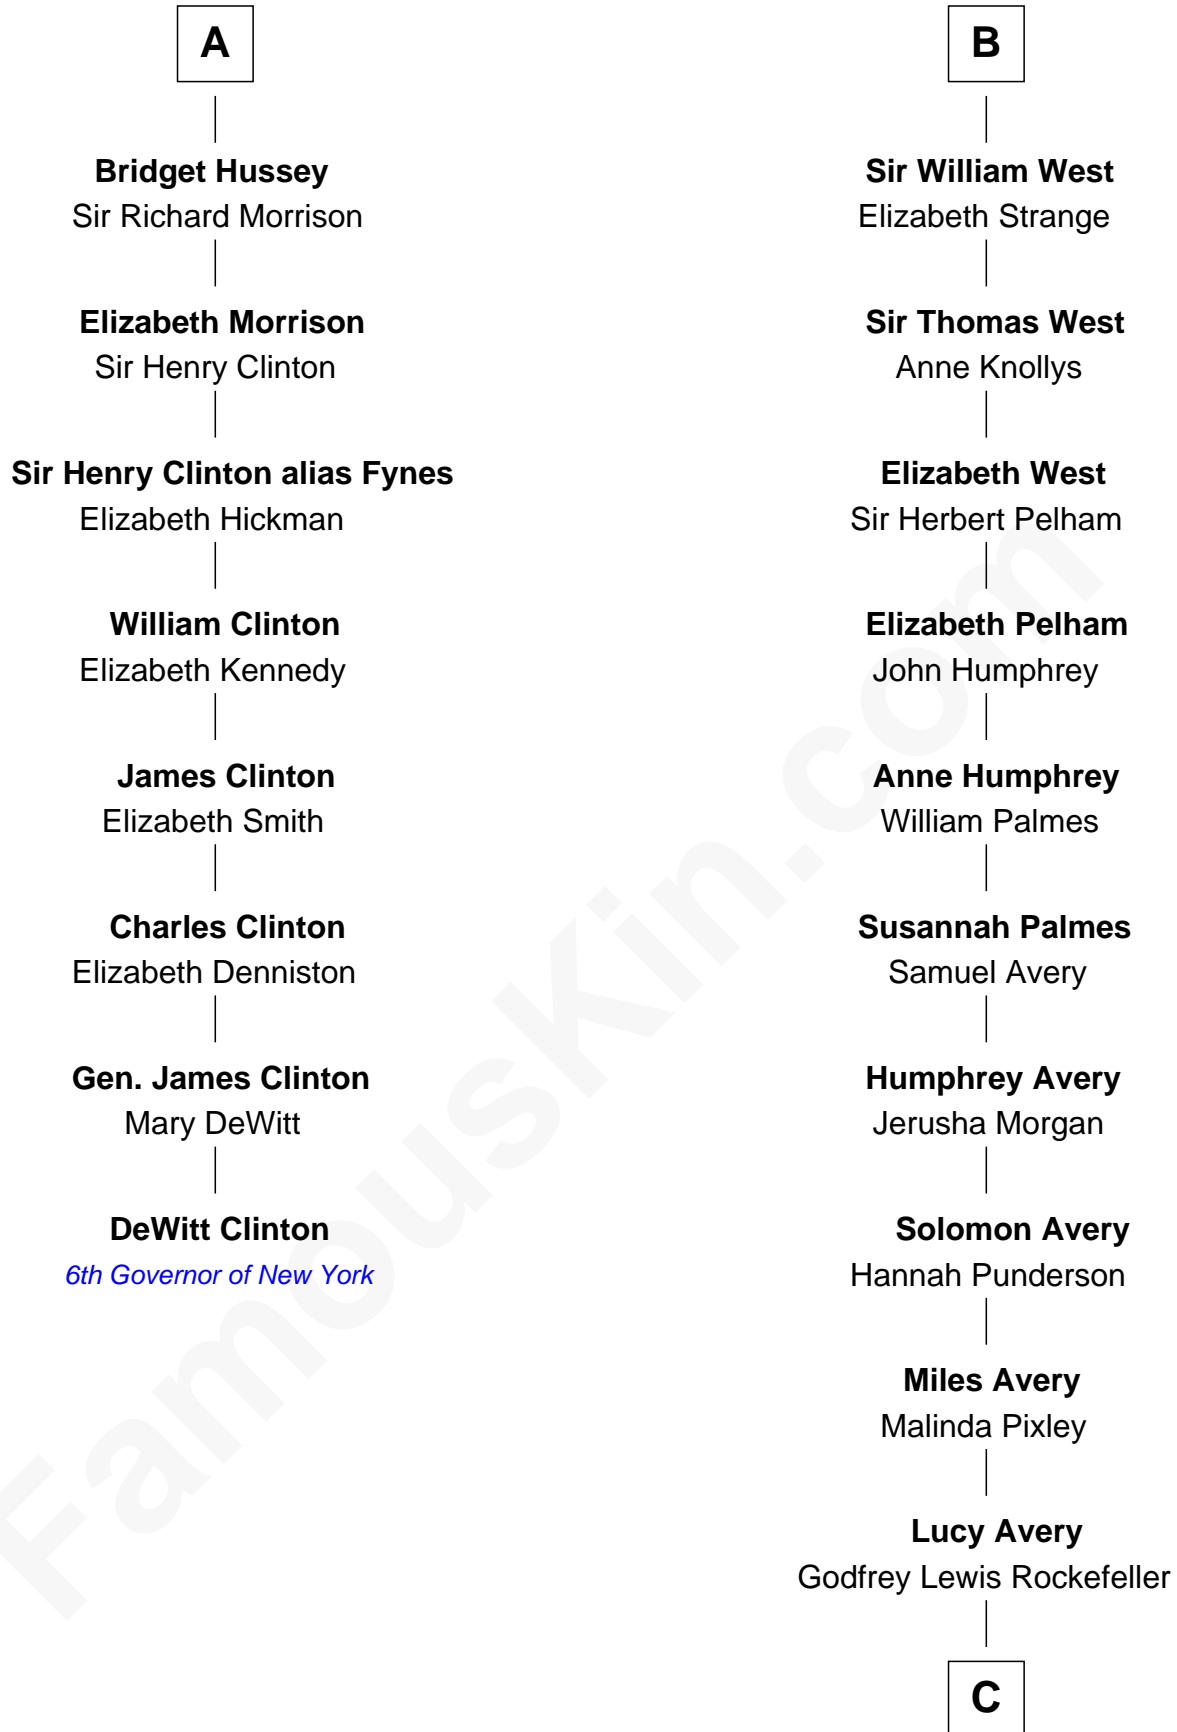 A
Bridget Hussey
Sir Richard Morrison
Elizabeth Morrison
Sir Henry Clinton
Sir Henry Clinton alias Fynes
Elizabeth Hickman
William Clinton
Elizabeth Kennedy
James Clinton
Elizabeth Smith
Charles Clinton
Elizabeth Denniston
Gen. James Clinton
Mary DeWitt
DeWitt Clinton
6th Governor of New York
B
Sir William West
Elizabeth Strange
Sir Thomas West
Anne Knollys
Elizabeth West
Sir Herbert Pelham
Elizabeth Pelham
John Humphrey
Anne Humphrey
William Palmes
Susannah Palmes
Samuel Avery
Humphrey Avery
Jerusha Morgan
Solomon Avery
Hannah Punderson
Miles Avery
Malinda Pixley
Lucy Avery
Godfrey Lewis Rockefeller
C
FamousKin.com